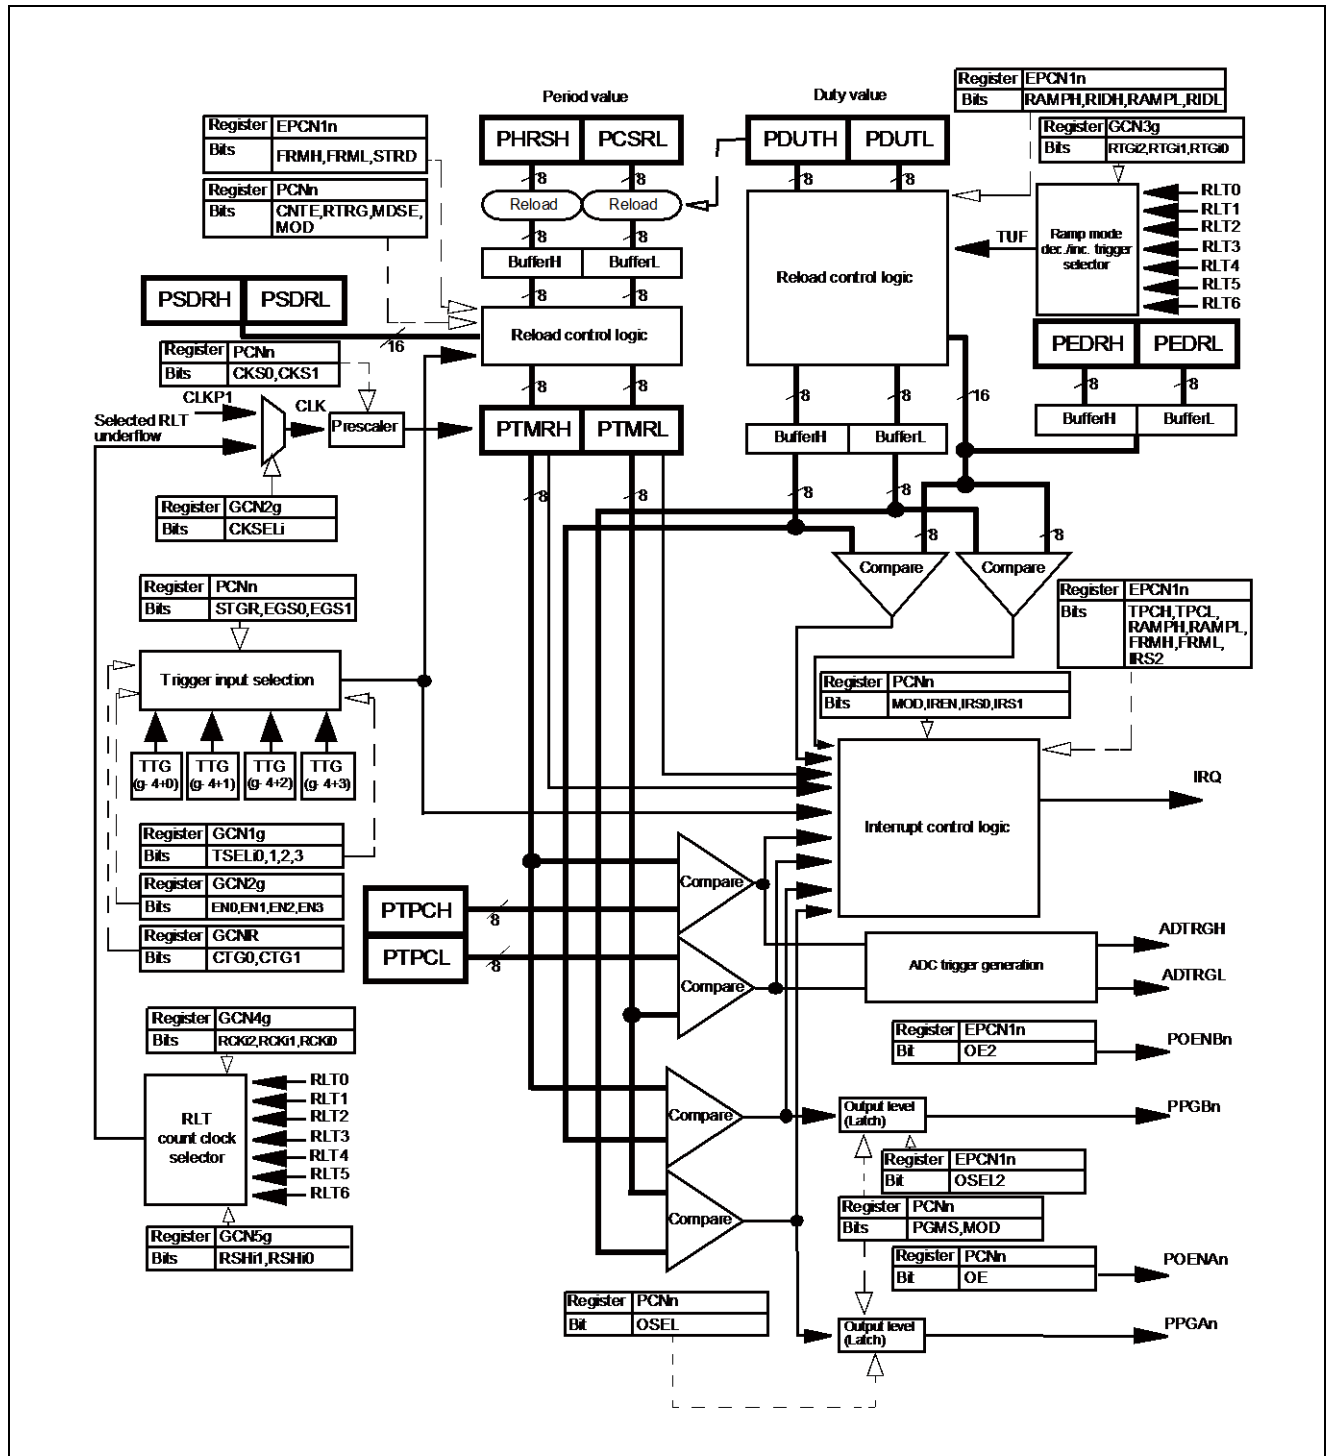 Period value
Duty value
Register EPCN1n
Bits RAMPH,RIDH,RAMPL,RIDL
Register EPCN1n
Bits FRMH,FRML,STRD
PHRSH PCSRL
PDUTH PDUTL
Register GCN3g
Bits RTGi2,RTGi1,RTGi0
8 8 8 8
Register PCNn
Bits CNTE,RTRG,MDSE,
MOD
Reload Reload
RLT0
RLT1
RLT2
RLT3
RLT4
RLT5
RLT6
TUF
Ramp mode
dec./inc. trigger
selector
8 8
BufferH BufferL
Reload control logic
PSDRH PSDRL
8 8
Reload control logic
16
PEDRH PEDRL
Register PCNn
Bits CKS0,CKS1
8 8
8 8
16
8 8
CLKP1
CLK
Selected RLT
underflow
Prescaler
PTMRH PTMRL
BufferH BufferL
BufferH BufferL
8 8
8 8
Register GCN2g
Bits CKSELi
8 8
Compare Compare
Register PCNn
Bits STGR,EGS0,EGS1
Register EPCN1n
Bits TPCH,TPCL,
RAMPH,RAMPL,
FRMH,FRML,
IRS2
Trigger input selection
Register PCNn
Bits MOD,IREN,IRS0,IRS1
TTG
(g- 4+0)
TTG
(g- 4+1)
TTG
(g- 4+2)
TTG
(g- 4+3)
IRQ
Interrupt control logic
Register GCN1g
Bits TSELi0,1,2,3
Register GCN2g
Bits EN0,EN1,EN2,EN3
Compare
PTPCH
8
Register GCNR
Bits CTG0,CTG1
PTPCL
8
ADTRGH
ADC trigger generation
Compare
ADTRGL
Register GCN4g
Bits RCKi2,RCKi1,RCKi0
Register EPCN1n
Bit OE2
POENBn
RLT0
RLT1
RLT2
RLT3
RLT4
RLT5
RLT6
RLT
count clock
selector
Compare
Output level
(Latch)
PPGBn
Register EPCN1n
Bit OSEL2
Register PCNn
Bits PGMS,MOD
Compare
Register GCN5g
Bits RSHi1,RSHi0
Register PCNn
Bit OE
POENAn
Register PCNn
Bit OSEL
Output level
(Latch)
PPGAn